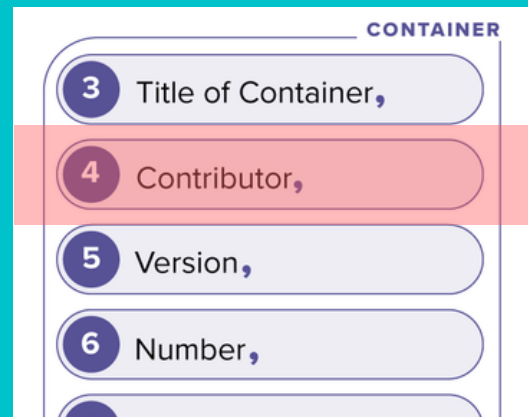 CONTAINER
3 Title of Container,
4 Contributor,
5 Version,
6 Number,